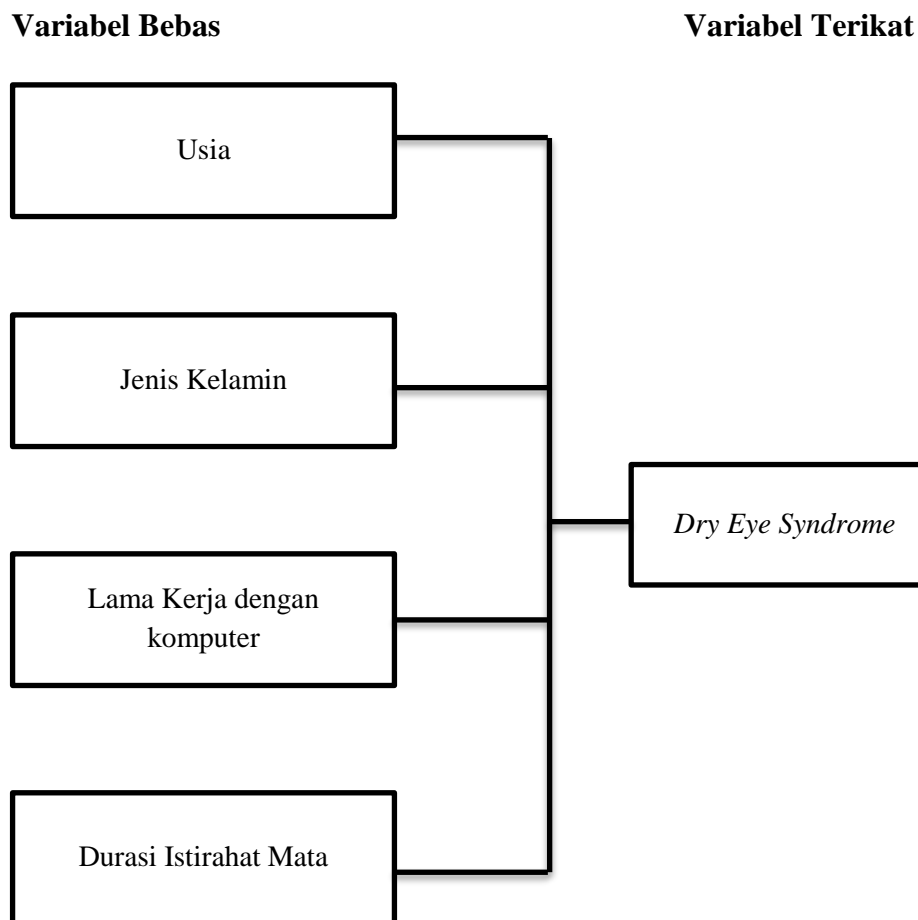 Variabel Bebas
Variabel Terikat
Usia
Jenis Kelamin
Lama Kerja dengan
komputer
Dry Eye Syndrome
Durasi Istirahat Mata